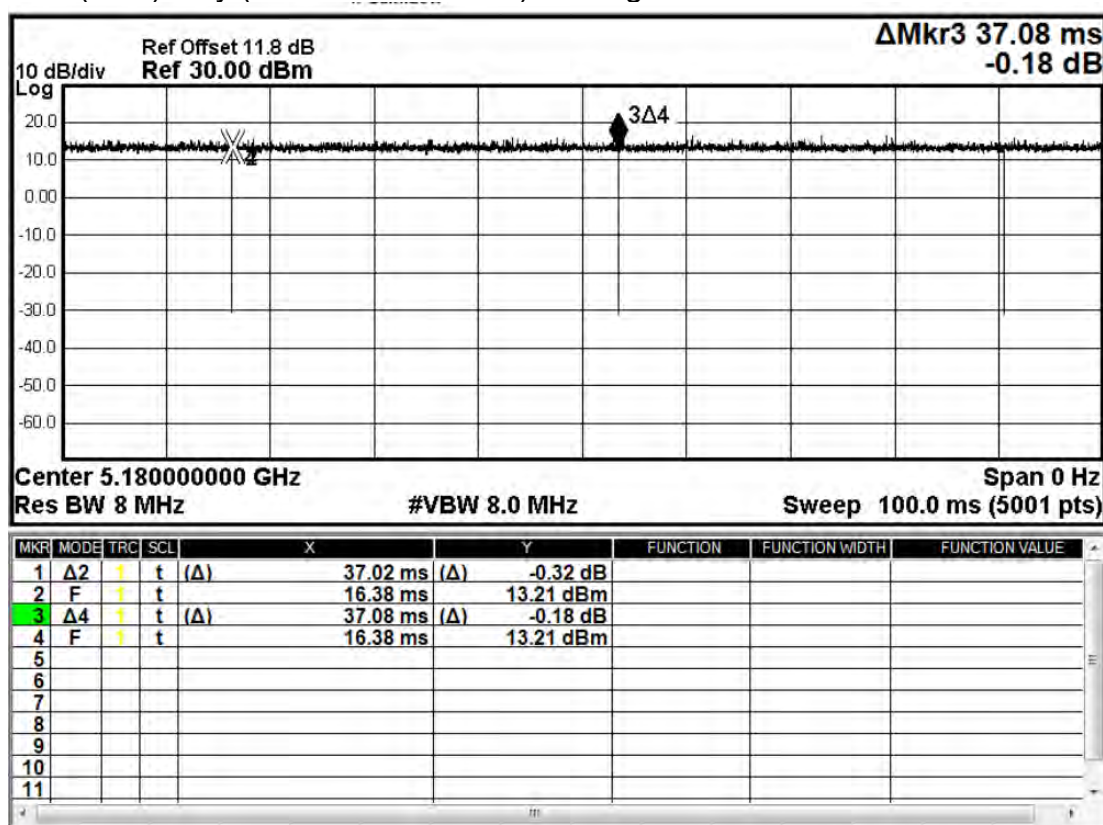 ΔMkr3 37.08 ms
Ref Offset 11.8 dB
10 dB/div Ref 30.00 dBm -0.18 dB
Log
3Δ4
20.0
10.0
0.00
-10.0
-20.0
-30.0
-40.0
-50.0
-60.0
Center 5.180000000 GHz Span 0 Hz
Res BW 8 MHz #VBW 8.0 MHz Sweep 100.0 ms (5001 pts)
MKR MODE TRC SCL X Y FUNCTION FUNCTION WIDTH FUNCTION VALUE
1 Δ2 1 t (Δ) 37.02 ms (Δ) -0.32 dB
2 F 1 t 16.38 ms 13.21 dBm
3 Δ4 1 t (Δ) 37.08 ms (Δ) -0.18 dB
4 F 1 t 16.38 ms 13.21 dBm
5
6
7
8
9
10
11